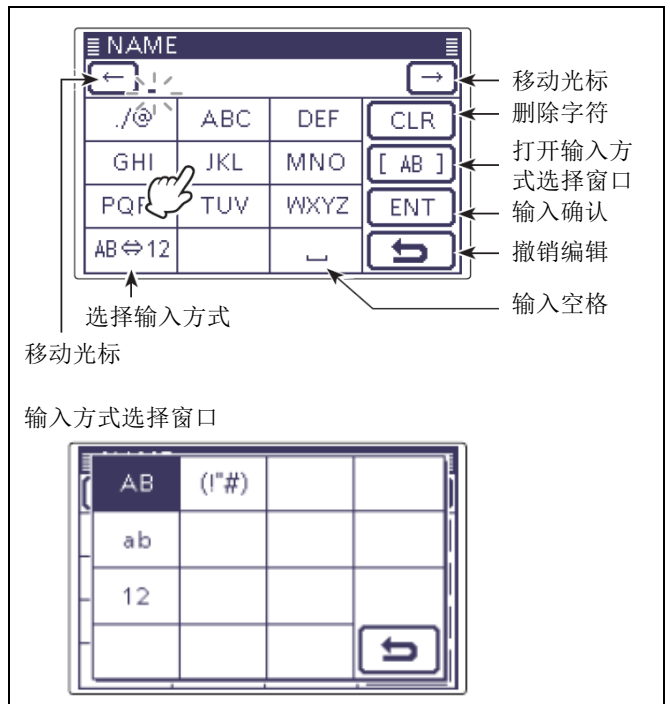 NAME
← →
./@ ABC DEF CLR
GHI JKL MNO [ AB ]
PQR TUV WXYZ ENT
AB⇔12 ⎵
移动光标
删除字符
打开输入方
式选择窗口
输入确认
撤销编辑
输入空格
选择输入方式
移动光标
输入方式选择窗口
AB (!"#)
ab
12